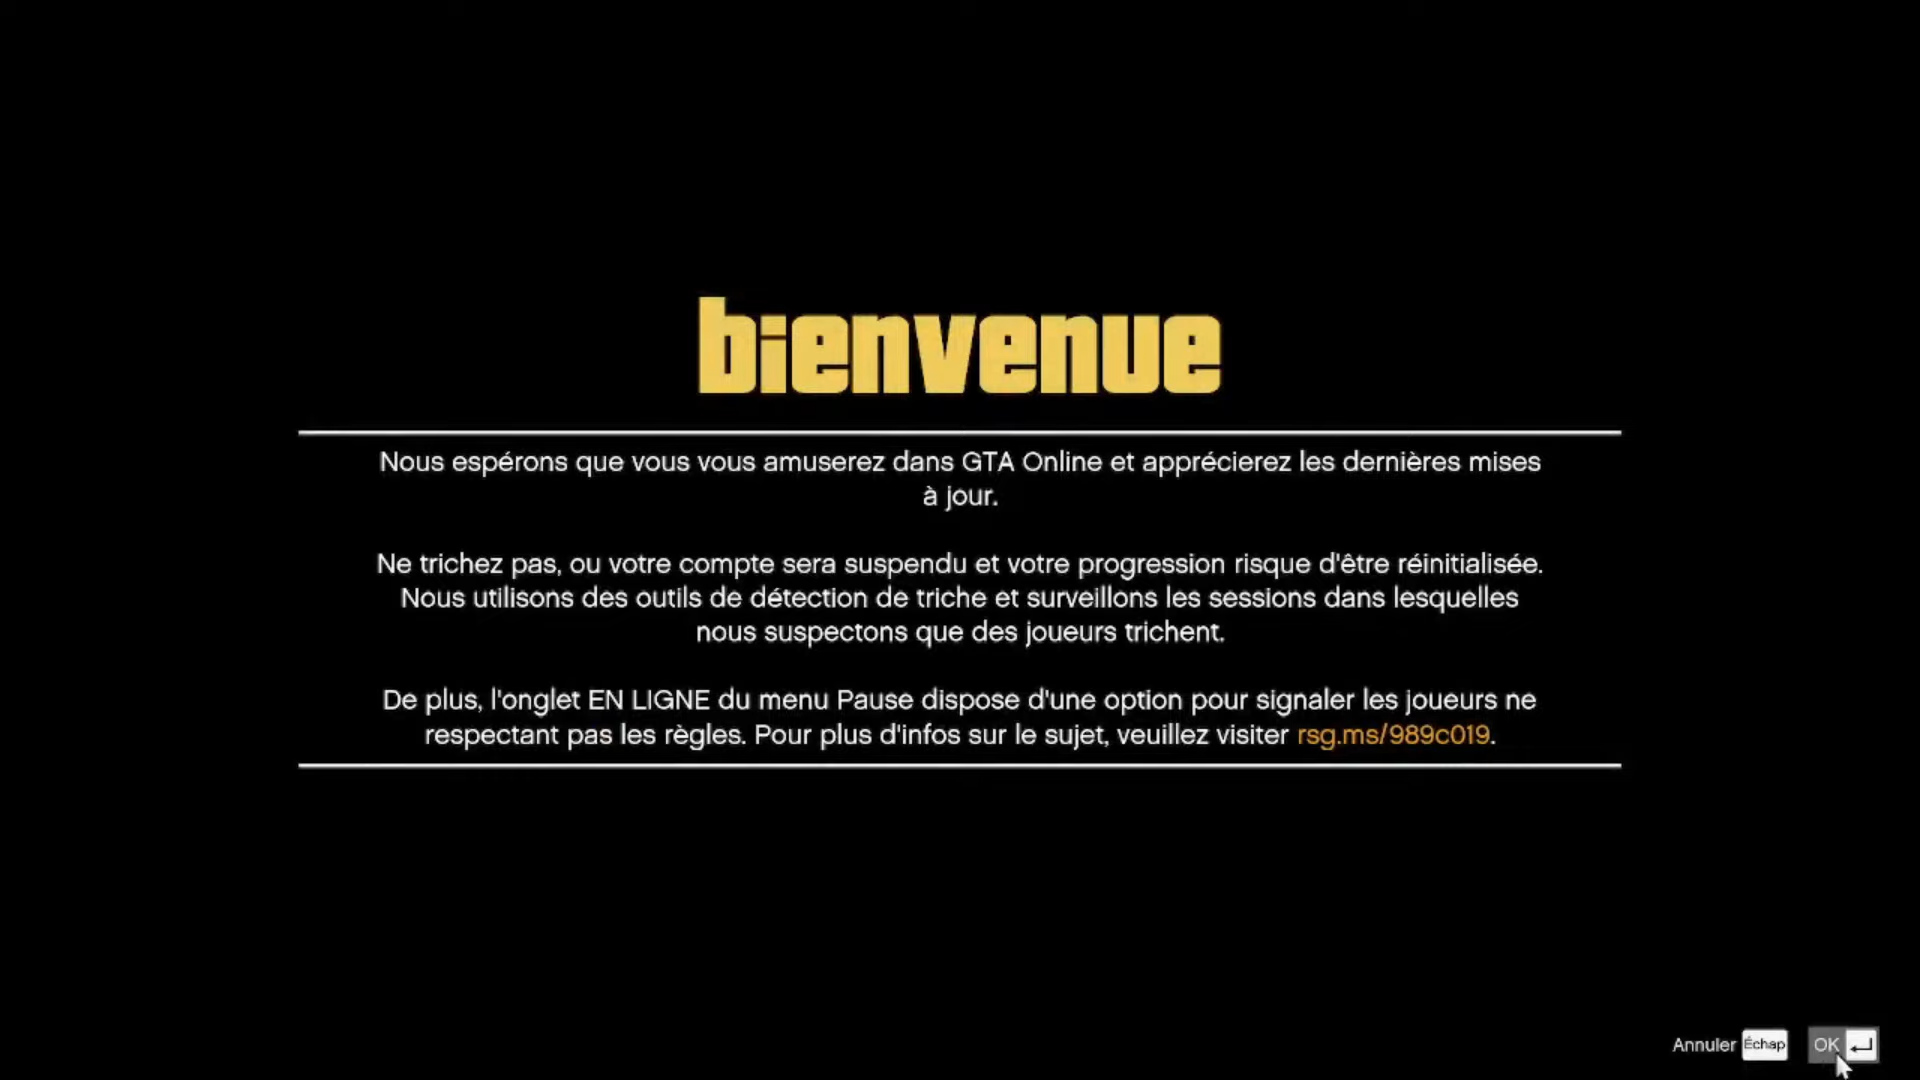 bienvenue
Nous espérons que vous vous amuserez dans GTA Online et apprécierez les dernières mises
à jour.
Ne trichez pas, ou votre compte sera suspendu et votre progression risque d'être réinitialisée.
Nous utilisons des outils de détection de triche et surveillons les sessions dans lesquelles
nous suspectons que des joueurs trichent.
De plus, l'onglet EN LIGNE du menu Pause dispose d'une option pour signaler les joueurs ne
respectant pas les règles. Pour plus d'infos sur le sujet, veuillez visiter rsg.ms/989c019.
Annuler Échap OK